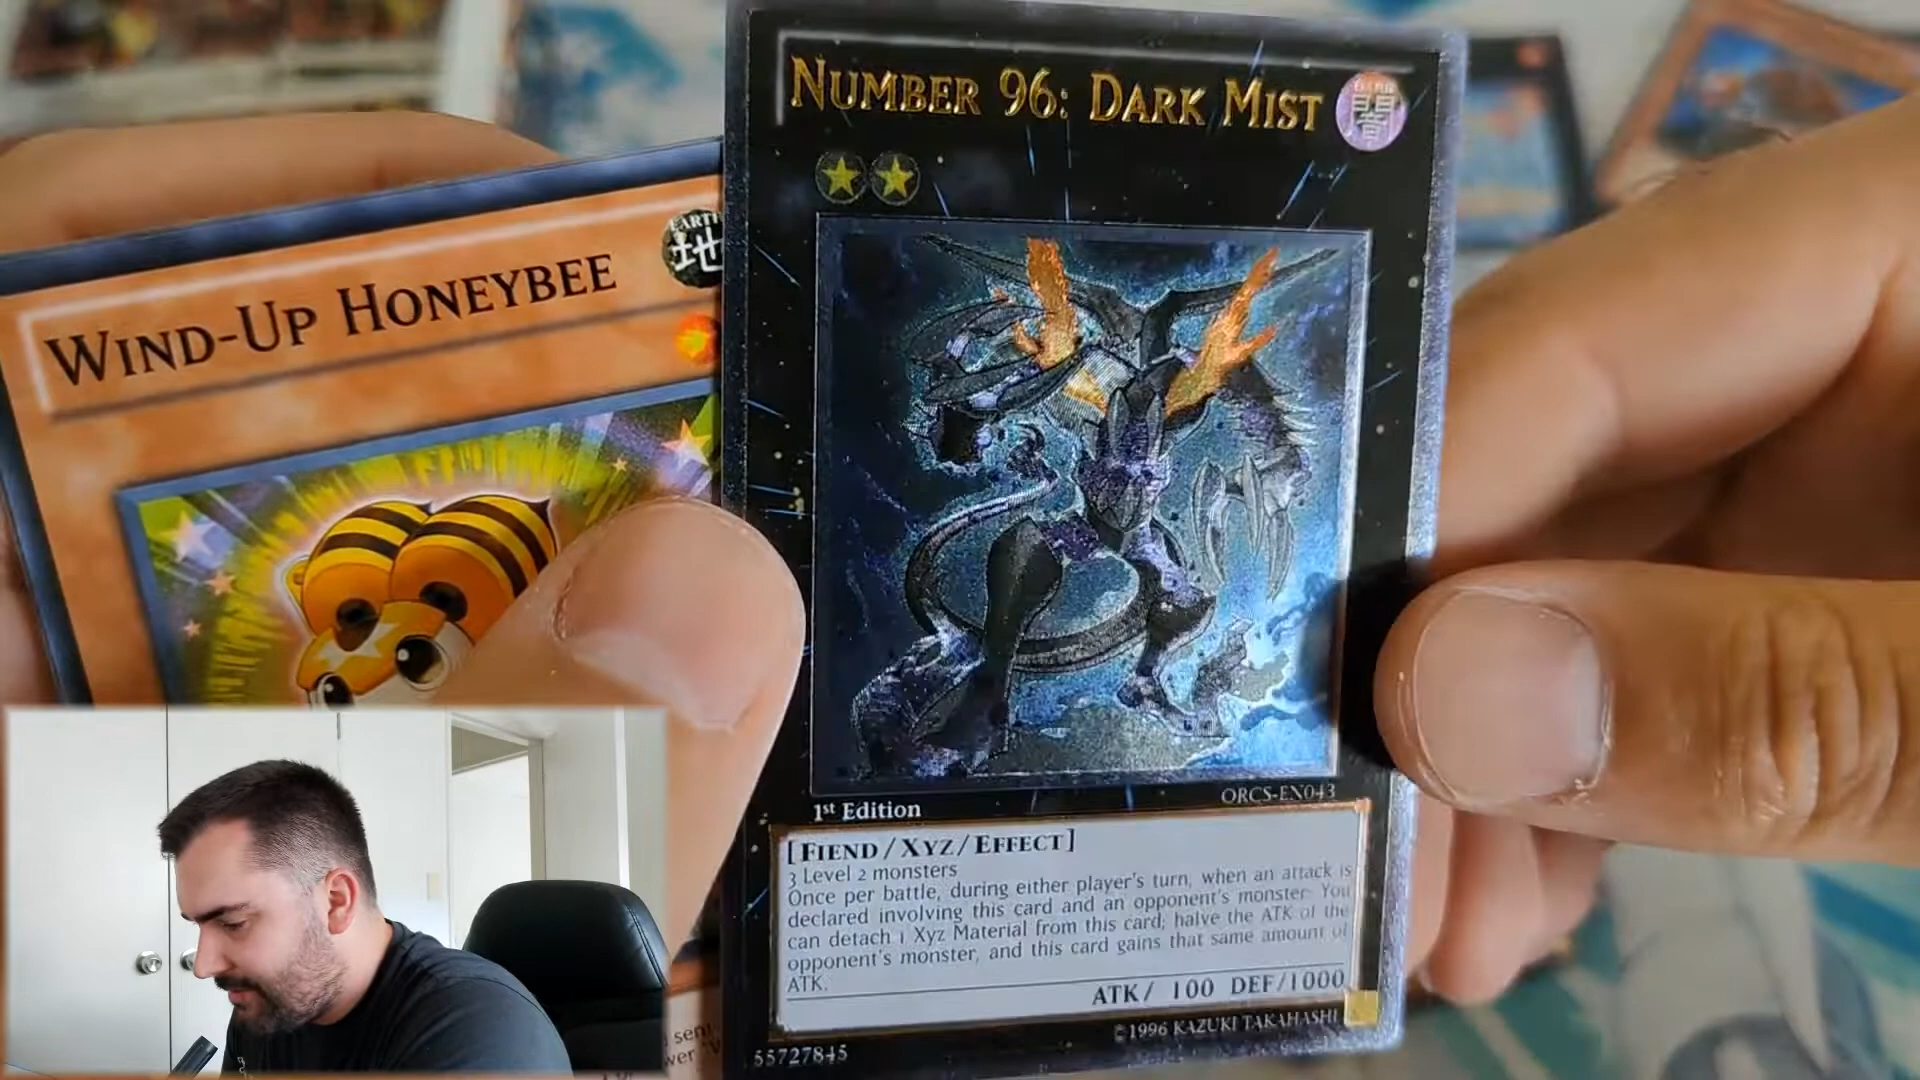 NUMBER 96: DARK MIST
EARTH
地
WIND-UP HONEYBEE
闇
1st Edition
ORCS-EN043
[FIEND/XYZ/EFFECT]
3 Level 2 monsters
Once per battle, during either player's turn, when an attack is
declared involving this card and an opponent's monster: You
can detach 1 Xyz Material from this card; halve the ATK of the
opponent's monster, and this card gains that same amount of
ATK.
ATK/ 100 DEF/1000
©1996 KAZUKI TAKAHASHI
55727845